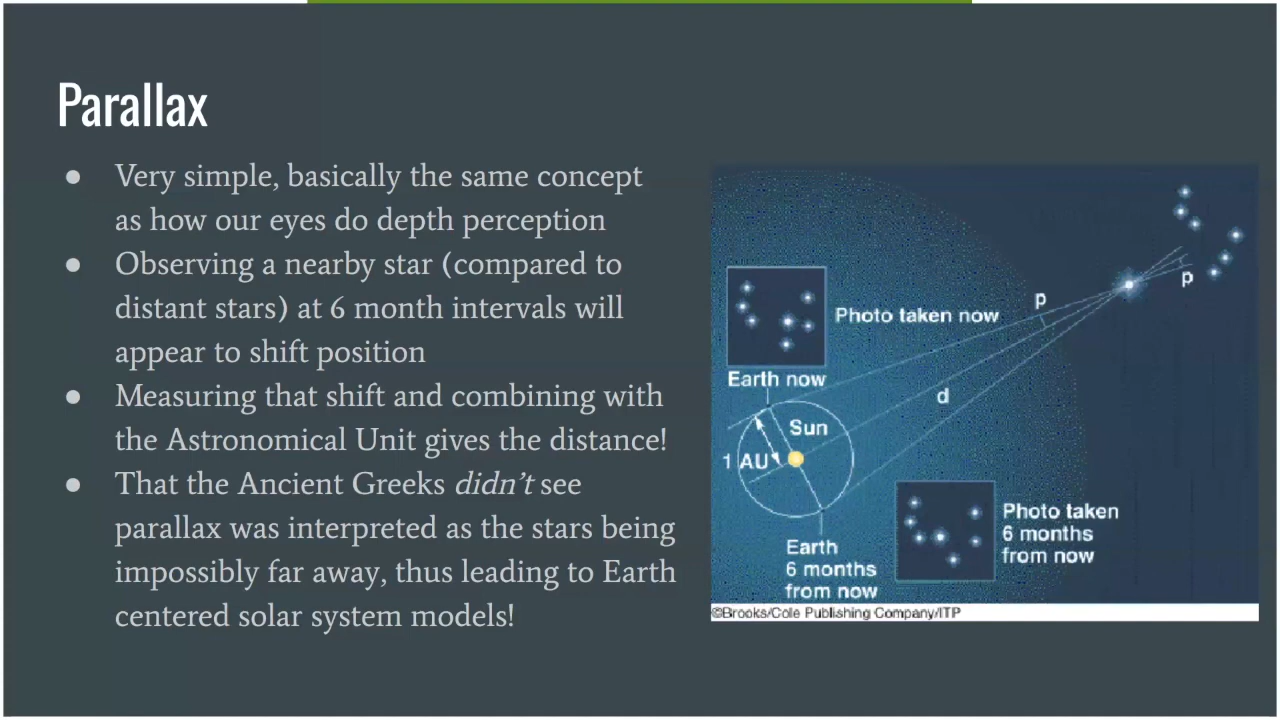 Parallax
● Very simple, basically the same concept
as how our eyes do depth perception
● Observing a nearby star (compared to
distant stars) at 6 month intervals will
appear to shift position
● Measuring that shift and combining with
the Astronomical Unit gives the distance!
● That the Ancient Greeks didn't see
parallax was interpreted as the stars being
impossibly far away, thus leading to Earth
centered solar system models!
p
p
Photo taken now
Earth now
d
Sun
1 AU
Photo taken
6 months
from now
Earth
6 months
from now
©Brooks/Cole Publishing Company/ITP